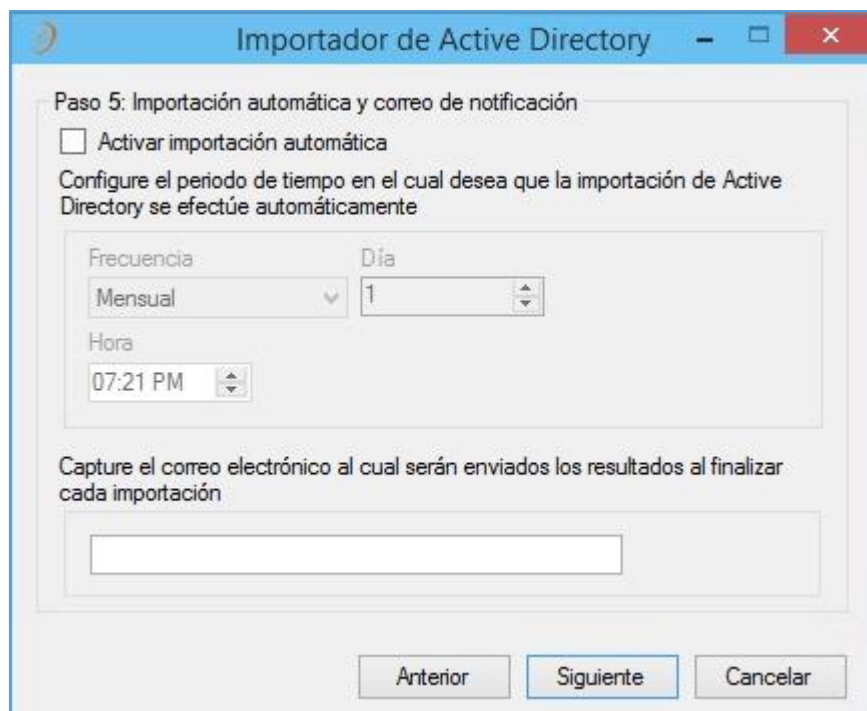 Importador de Active Directory
Paso 5: Importación automática y correo de notificación
Activar importación automática
Configure el periodo de tiempo en el cual desea que la importación de Active
Directory se efectúe automáticamente
Frecuencia Día
Mensual 1
Hora
07:21 PM
Capture el correo electrónico al cual serán enviados los resultados al finalizar
cada importación
Anterior Siguiente Cancelar